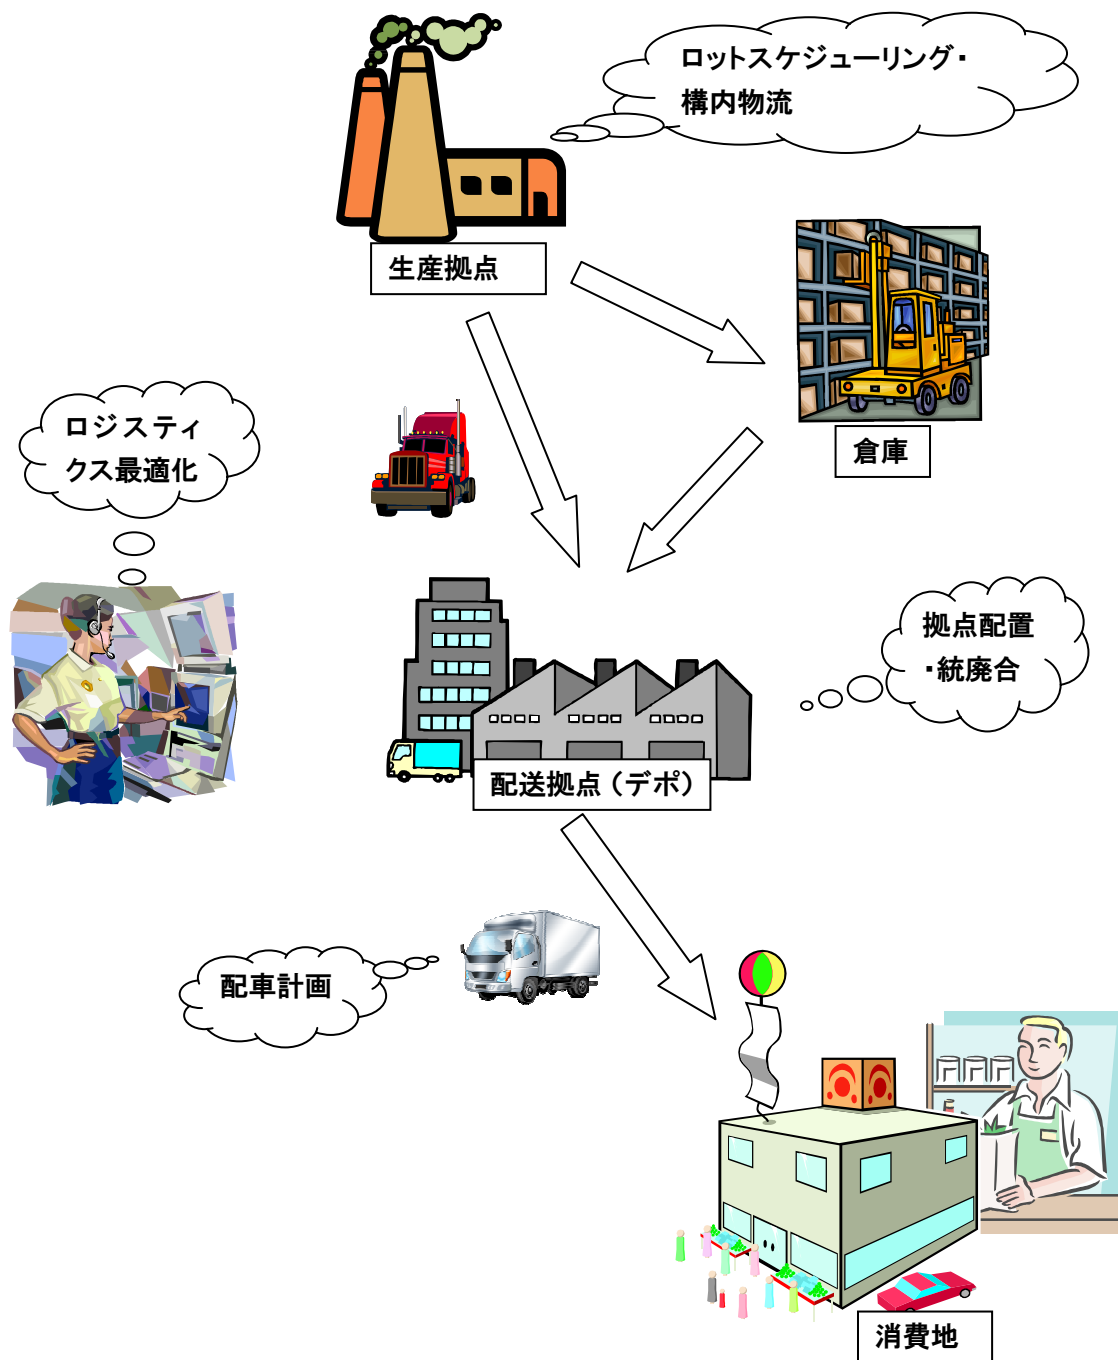 ロットスケジューリング・
構内物流
生産拠点
倉庫
ロジスティ
クス最適化
拠点配置
・統廃合
配送拠点（デポ）
配車計画
消費地